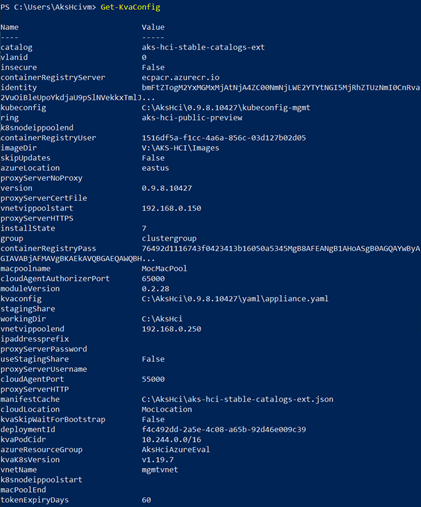 PS C:\Users\AksHcivm> Get-KvaConfig
Name Value
---- -----
catalog aks-hci-stable-catalogs-ext
vlanid 0
insecure False
containerRegistryServer ecpacr.azurecr.io
identity
kubeconfig C:\AksHci\0.9.8.10427\kubeconfig-mgmt
ring aks-hci-public-preview
k8snodeippoolend
containerRegistryUser 1516df5a-f1cc-4a6a-856c-03d127b02d05
imageDir V:\AKS-HCI\Images
skipUpdates False
azureLocation eastus
proxyServerNoProxy
version 0.9.8.10427
proxyServerCertFile
vnetvippoolstart 192.168.0.150
proxyServerHTTPS
installState 7
group clustergroup
containerRegistryPass
macpoolname MocMacPool
cloudAgentAuthorizerPort 65000
moduleVersion 0.2.28
kvaconfig C:\AksHci\0.9.8.10427\yaml\appliance.yaml
stagingShare
workingDir C:\AksHci
vnetvippoolend 192.168.0.250
ipaddressprefix
proxyServerPassword
useStagingShare False
proxyServerUsername
cloudAgentPort 55000
proxyServerHTTP
manifestCache C:\AksHci\aks-hci-stable-catalogs-ext.json
cloudLocation MocLocation
kvaSkipWaitForBootstrap False
deploymentId f4c492dd-2a5e-4c08-a65b-92d46e009c39
kvaPodCidr 10.244.0.0/16
azureResourceGroup AksHciAzureEval
kvaK8sVersion v1.19.7
vnetName mgmtvnet
k8snodeippoolstart
macPoolEnd
tokenExpiryDays 60